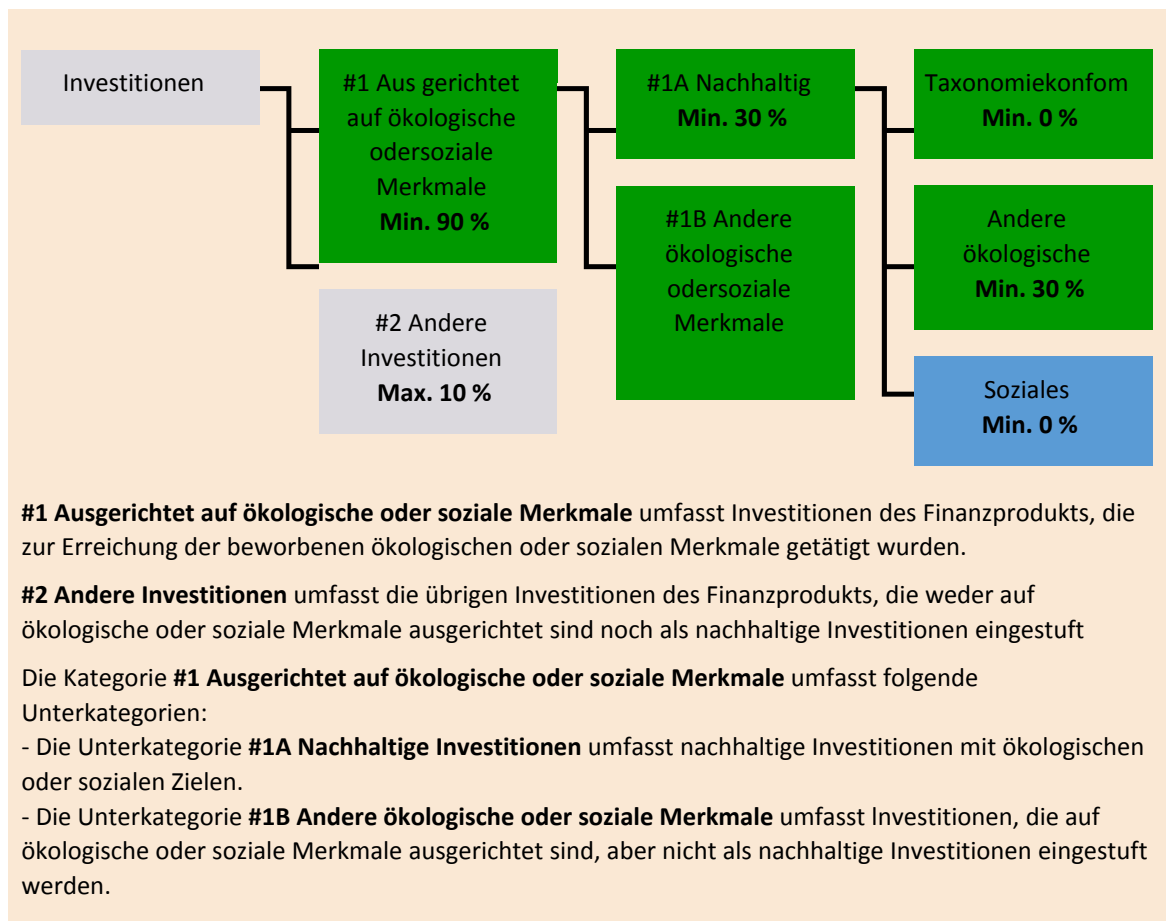 Investitionen
#1 Aus gerichtet
auf ökologische
odersoziale
Merkmale
Min. 90 %
#2 Andere
Investitionen
Max. 10 %
#1A Nachhaltig
Min. 30 %
#1B Andere
ökologische
odersoziale
Merkmale
Taxonomiekonfom
Min. 0 %
Andere
ökologische
Min. 30 %
Soziales
Min. 0 %
#1 Ausgerichtet auf ökologische oder soziale Merkmale umfasst Investitionen des Finanzprodukts, die
zur Erreichung der beworbenen ökologischen oder sozialen Merkmale getätigt wurden.
#2 Andere Investitionen umfasst die übrigen Investitionen des Finanzprodukts, die weder auf
ökologische oder soziale Merkmale ausgerichtet sind noch als nachhaltige Investitionen eingestuft
Die Kategorie #1 Ausgerichtet auf ökologische oder soziale Merkmale umfasst folgende
Unterkategorien:
- Die Unterkategorie #1A Nachhaltige Investitionen umfasst nachhaltige Investitionen mit ökologischen
oder sozialen Zielen.
- Die Unterkategorie #1B Andere ökologische oder soziale Merkmale umfasst lnvestitionen, die auf
ökologische oder soziale Merkmale ausgerichtet sind, aber nicht als nachhaltige Investitionen eingestuft
werden.